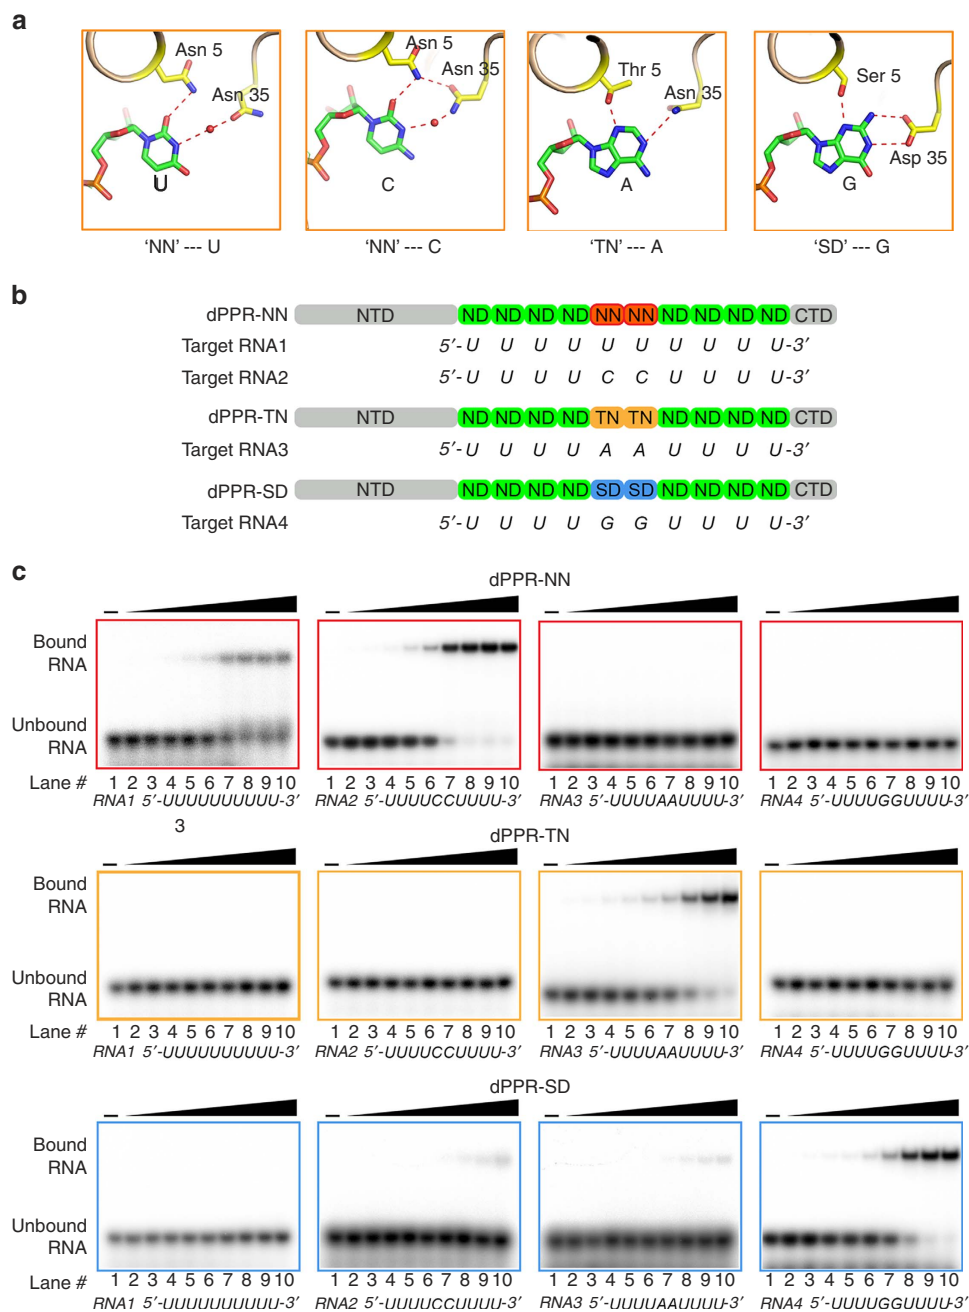 a
Asn 5
Asn 35
U
'NN' --- U
Asn 5
Asn 35
C
'NN' --- C
Thr 5
Asn 35
A
'TN' --- A
Ser 5
Asp 35
G
'SD' --- G
b
dPPR-NN NTD ND ND ND ND NN NN ND ND ND ND CTD
Target RNA1 5′-U U U U U U U U U U-3′
Target RNA2 5′-U U U U C C U U U U-3′
dPPR-TN NTD ND ND ND ND TN TN ND ND ND ND CTD
Target RNA3 5′-U U U U A A U U U U-3′
dPPR-SD NTD ND ND ND ND SD SD ND ND ND ND CTD
Target RNA4 5′-U U U U G G U U U U-3′
c
dPPR-NN
Bound RNA
Unbound RNA
Lane # 1 2 3 4 5 6 7 8 9 10 1 2 3 4 5 6 7 8 9 10 1 2 3 4 5 6 7 8 9 10 1 2 3 4 5 6 7 8 9 10
RNA1 5′-UUUUUUUUUU-3′ RNA2 5′-UUUUCCUUUU-3′ RNA3 5′-UUUUAAUUUU-3′ RNA4 5′-UUUUGGUUUU-3′
3
dPPR-TN
Bound RNA
Unbound RNA
Lane # 1 2 3 4 5 6 7 8 9 10 1 2 3 4 5 6 7 8 9 10 1 2 3 4 5 6 7 8 9 10 1 2 3 4 5 6 7 8 9 10
RNA1 5′-UUUUUUUUUU-3′ RNA2 5′-UUUUCCUUUU-3′ RNA3 5′-UUUUAAUUUU-3′ RNA4 5′-UUUUGGUUUU-3′
dPPR-SD
Bound RNA
Unbound RNA
Lane # 1 2 3 4 5 6 7 8 9 10 1 2 3 4 5 6 7 8 9 10 1 2 3 4 5 6 7 8 9 10 1 2 3 4 5 6 7 8 9 10
RNA1 5′-UUUUUUUUUU-3′ RNA2 5′-UUUUCCUUUU-3′ RNA3 5′-UUUUAAUUUU-3′ RNA4 5′-UUUUGGUUUU-3′